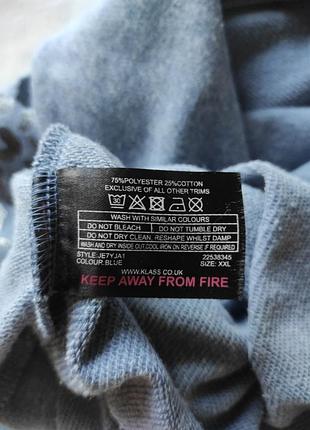 75%POLYESTER 25%COTTON
EXCLUSIVE OF ALL OTHER TRIMS
WASH WITH SIMILAR COLOURS
DO NOT BLEACH DO NOT TUMBLE DRY
DO NOT DRY CLEAN, RESHAPE WHILST DAMP
WASH AND DRY INSIDE OUT.COOL IRON ON REVERSE IF REQUIRED
STYLE:JE7YJA1 22538345
COLOUR:BLUE SIZE: XXL
WWW.KLASS.CO.UK
KEEP AWAY FROM FIRE